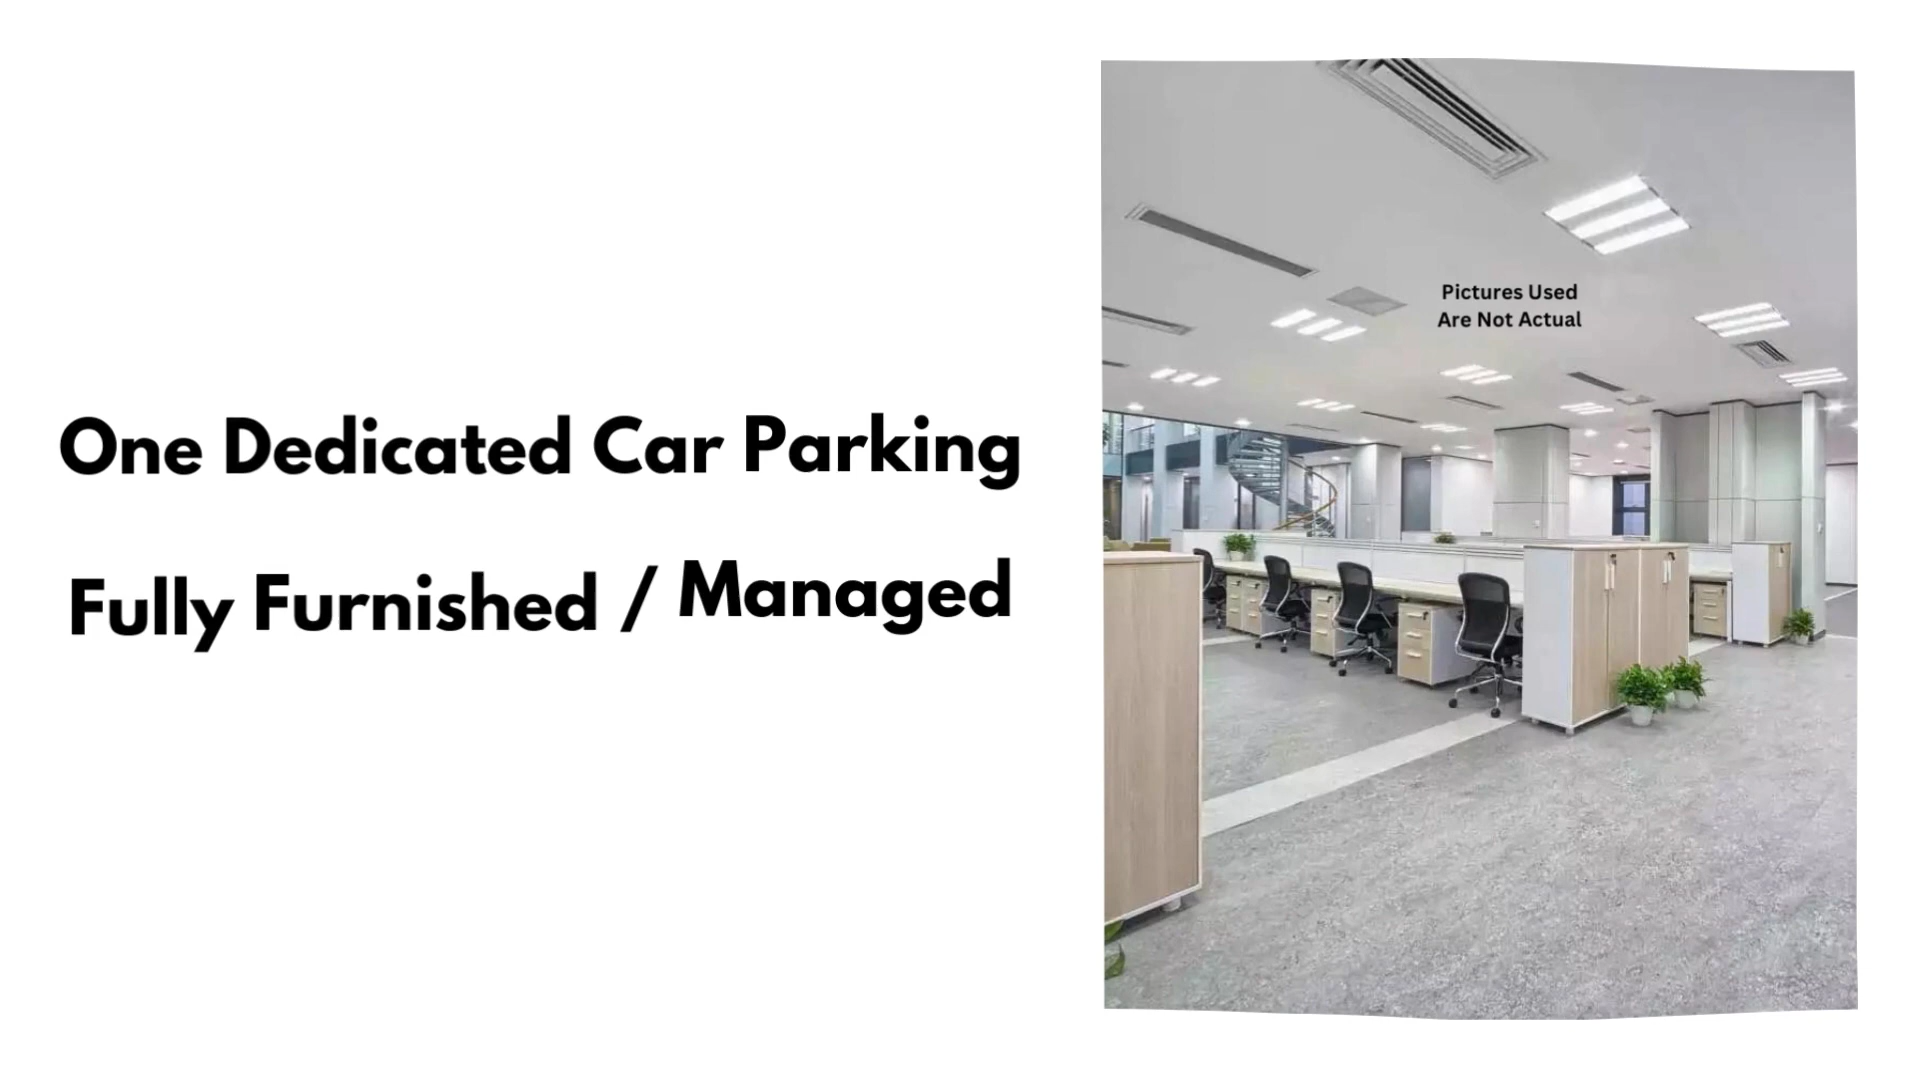 One Dedicated Car Parking
Fully Furnished / Managed
Pictures Used
Are Not Actual